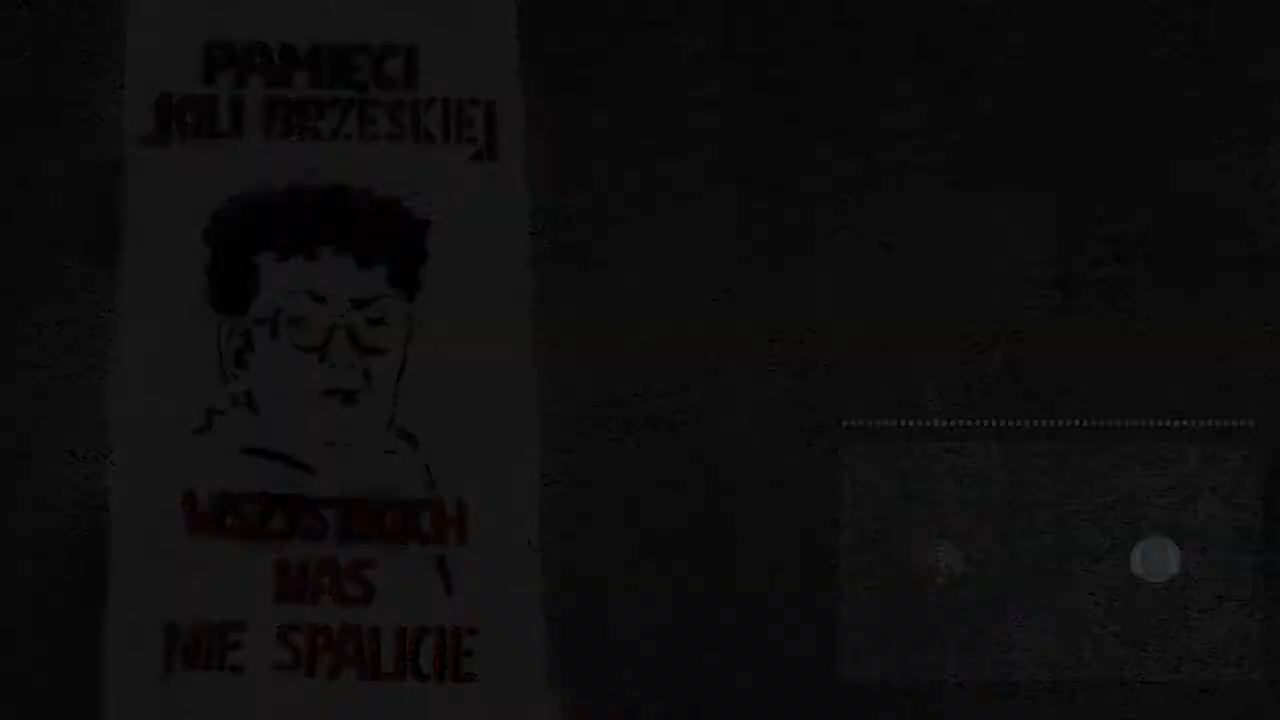 PAMIĘCI
JOLI BRZESKIEJ
WSZYSTKICH
NAS
NIE SPALICIE